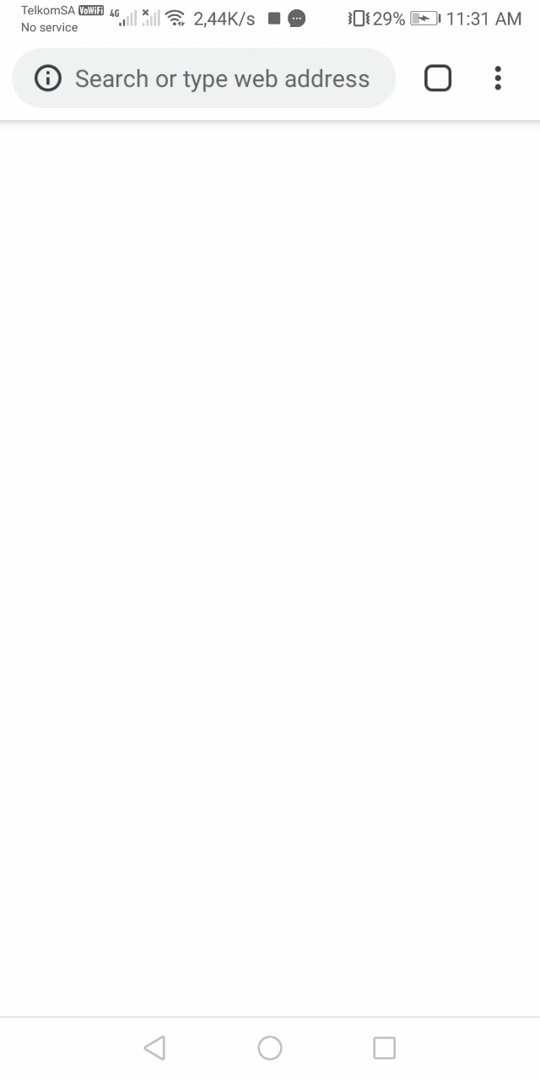 TelkomSA VoWiFi 4G 2,44K/s 29% 11:31 AM
No service
Search or type web address